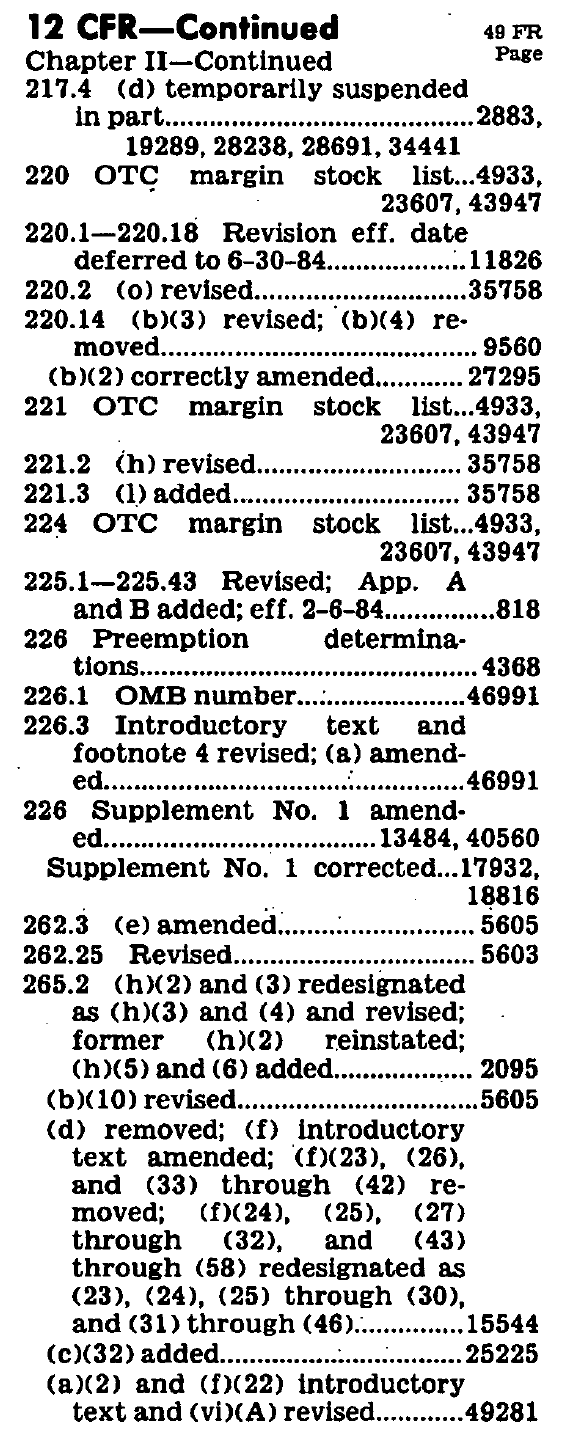 12 CFR—Continued
49 FR
Page
Chapter II—Continued
217.4 (d) temporarily suspended
in part..........................................2883,
19289, 28238, 28691, 34441
220 OTC margin stock list...4933,
23607, 43947
220.1—220.18 Revision eff. date
deferred to 6-30-84...................11826
220.2 (o) revised.............................35758
220.14 (b)(3) revised; (b)(4) re-
moved........................................... 9560
(b)(2) correctly amended............ 27295
221 OTC margin stock list...4933,
23607, 43947
221.2 (h) revised............................ 35758
221.3 (l) added............................... 35758
224 OTC margin stock list...4933,
23607, 43947
225.1—225.43 Revised; App. A
and B added; eff. 2-6-84...............818
226 Preemption determina-
tions.............................................. 4368
226.1 OMB number.......................46991
226.3 Introductory text and
footnote 4 revised; (a) amend-
ed.................................................46991
226 Supplement No. 1 amend-
ed.....................................13484, 40560
Supplement No. 1 corrected...17932,
18816
262.3 (e) amended........................... 5605
262.25 Revised................................. 5603
265.2 (h)(2) and (3) redesignated
as (h)(3) and (4) and revised;
former (h)(2) reinstated;
(h)(5) and (6) added................... 2095
(b)(10) revised.................................5605
(d) removed; (f) introductory
text amended; (f)(23), (26),
and (33) through (42) re-
moved; (f)(24), (25), (27)
through (32), and (43)
through (58) redesignated as
(23), (24), (25) through (30),
and (31) through (46)...............15544
(c)(32) added.................................25225
(a)(2) and (f)(22) introductory
text and (vi)(A) revised............49281